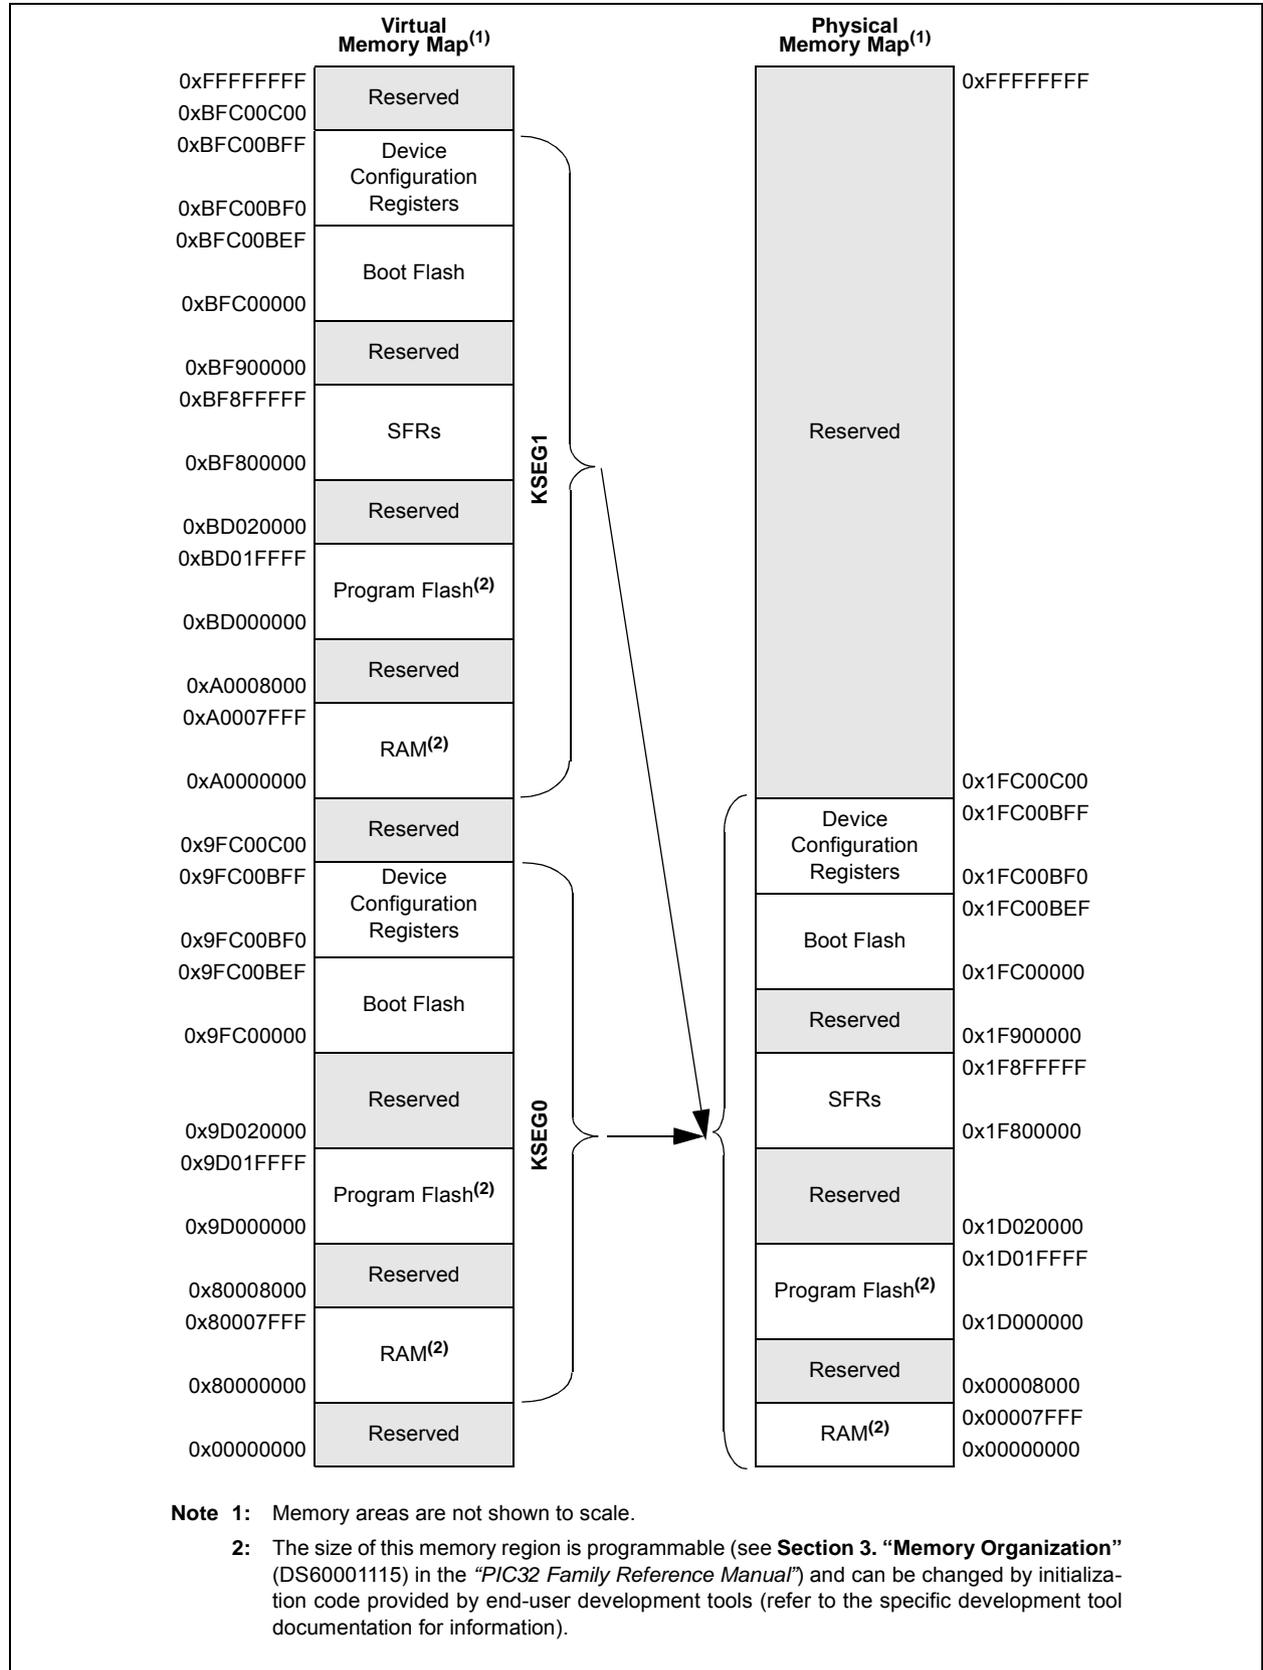 Virtual
Memory Map(1)
0xFFFFFFFF
Reserved
0xBFC00C00
0xBFC00BFF
Device
Configuration
Registers
0xBFC00BF0
0xBFC00BEF
Boot Flash
0xBFC00000
Reserved
0xBF900000
0xBF8FFFFF
SFRs
0xBF800000
Reserved
0xBD020000
0xBD01FFFF
Program Flash(2)
0xBD000000
Reserved
0xA0008000
0xA0007FFF
RAM(2)
0xA0000000
KSEG1
Reserved
0x9FC00C00
0x9FC00BFF
Device
Configuration
Registers
0x9FC00BF0
0x9FC00BEF
Boot Flash
0x9FC00000
Reserved
0x9D020000
0x9D01FFFF
Program Flash(2)
0x9D000000
Reserved
0x80008000
0x80007FFF
RAM(2)
0x80000000
KSEG0
Reserved
0x00000000
Physical
Memory Map(1)
0xFFFFFFFF
Reserved
0x1FC00C00
0x1FC00BFF
Device
Configuration
Registers
0x1FC00BF0
0x1FC00BEF
Boot Flash
0x1FC00000
Reserved
0x1F900000
0x1F8FFFFF
SFRs
0x1F800000
Reserved
0x1D020000
0x1D01FFFF
Program Flash(2)
0x1D000000
Reserved
0x00008000
0x00007FFF
RAM(2)
0x00000000
Note 1: Memory areas are not shown to scale.
2: The size of this memory region is programmable (see Section 3. “Memory Organization”
(DS60001115) in the “PIC32 Family Reference Manual”) and can be changed by initializa-
tion code provided by end-user development tools (refer to the specific development tool
documentation for information).